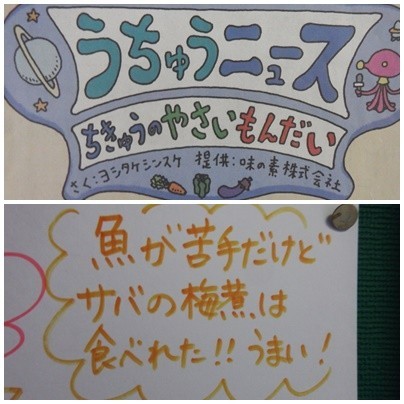 うちゅうニュース
ちきゅうのやさいもんだい
さく:ヨシタケシンスケ 提供:味の素株式会社
魚が苦手だけど
サバの梅煮は
食べれた!! うまい!